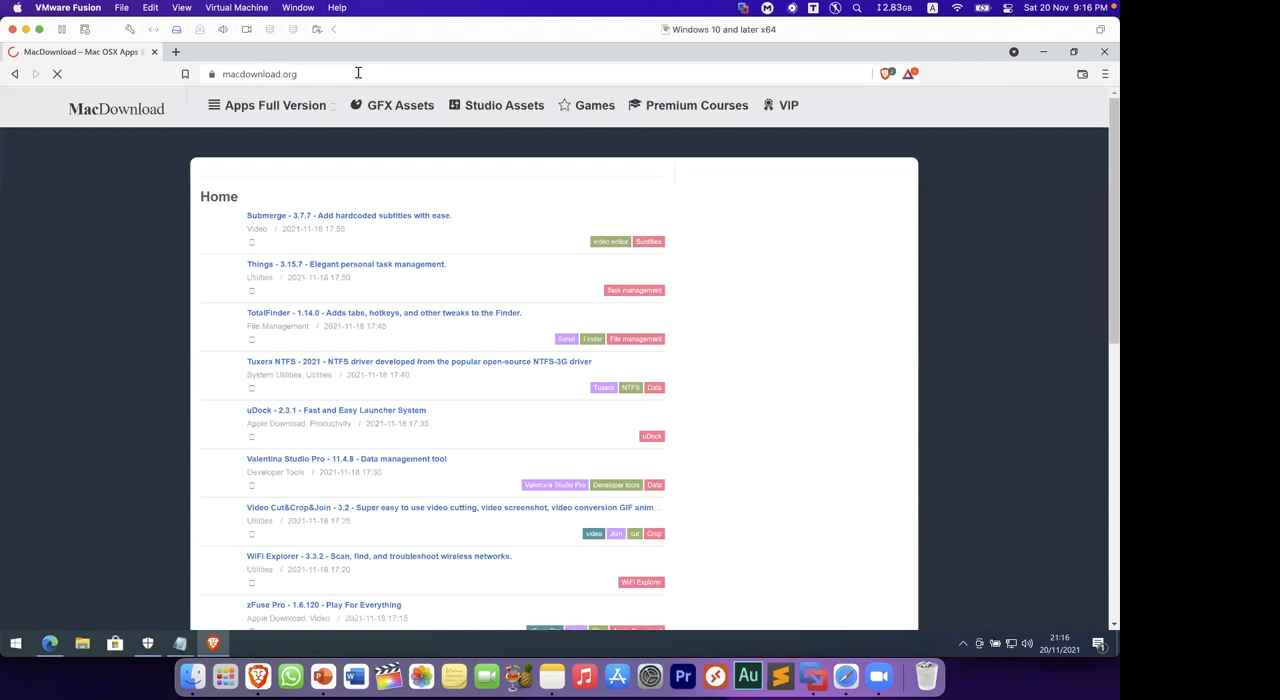 VMware Fusion File Edit View Virtual Machine Window Help 2.83GB A Sat 20 Nov 9:16 PM
Windows 10 and later x64
MacDownload – Mac OSX Apps
macdownload.org
MacDownload Apps Full Version GFX Assets Studio Assets Games Premium Courses VIP
Home
Submerge - 3.7.7 - Add hardcoded subtitles with ease.
Video / 2021-11-18 17:55
video editor Subtitles
Things - 3.15.7 - Elegant personal task management.
Utilities / 2021-11-18 17:50
Task management
TotalFinder - 1.14.0 - Adds tabs, hotkeys, and other tweaks to the Finder.
File Management / 2021-11-18 17:45
Serial Finder File management
Tuxera NTFS - 2021 - NTFS driver developed from the popular open-source NTFS-3G driver
System Utilities, Utilities / 2021-11-18 17:40
Tuxera NTFS Data
uDock - 2.3.1 - Fast and Easy Launcher System
Apple Download, Productivity / 2021-11-18 17:35
uDock
Valentina Studio Pro - 11.4.8 - Data management tool
Developer Tools / 2021-11-18 17:30
Valentina Studio Pro Developer tools Data
Video Cut&Crop&Join - 3.2 - Super easy to use video cutting, video screenshot, video conversion GIF anim...
Utilities / 2021-11-18 17:25
video Join cut Crop
WiFi Explorer - 3.3.2 - Scan, find, and troubleshoot wireless networks.
Utilities / 2021-11-18 17:20
WiFi Explorer
zFuse Pro - 1.6.120 - Play For Everything
Apple Download, Video / 2021-11-18 17:15
21:16
20/11/2021
Pr Au